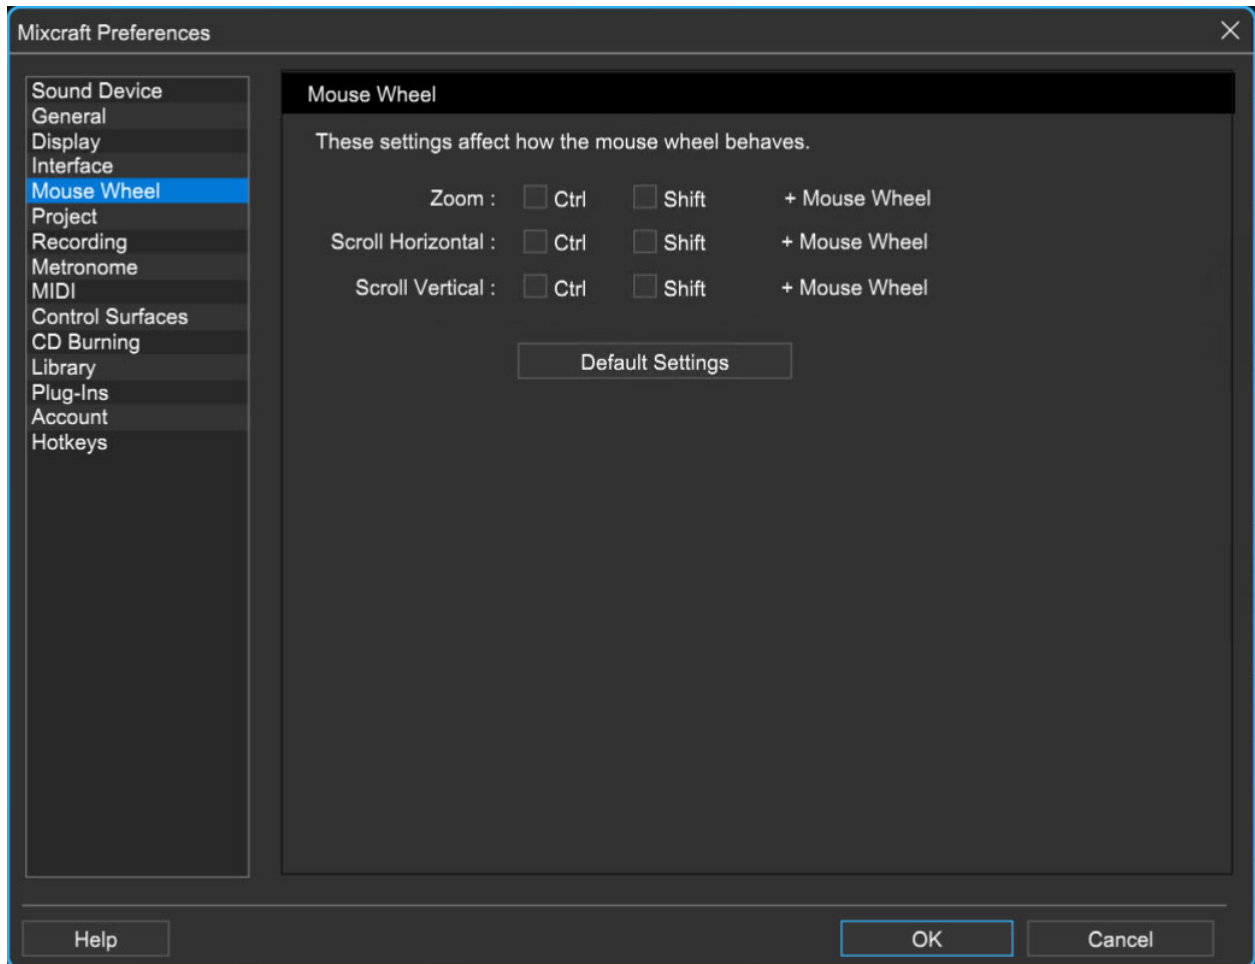 Mixcraft Preferences
Sound Device
General
Display
Interface
Mouse Wheel
Project
Recording
Metronome
MIDI
Control Surfaces
CD Burning
Library
Plug-Ins
Account
Hotkeys
Mouse Wheel
These settings affect how the mouse wheel behaves.
Zoom : Ctrl Shift + Mouse Wheel
Scroll Horizontal : Ctrl Shift + Mouse Wheel
Scroll Vertical : Ctrl Shift + Mouse Wheel
Default Settings
Help OK Cancel